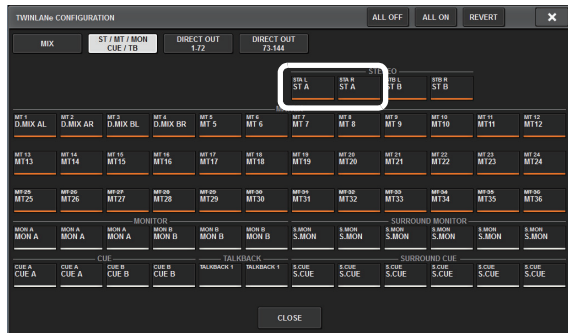 TWINLANe CONFIGURATION ALL OFF ALL ON REVERT ×
MIX ST / MT / MON DIRECT OUT DIRECT OUT
CUE / TB 1-72 73-144
STEREO
STA L STA R STB L STB R
ST A ST A ST B ST B
MT 1 MT 2 MT 3 MT 4 MT 5 MT 6 MT 7 MT 8 MT 9 MT 10 MT 11 MT 12
D.MIX AL D.MIX AR D.MIX BL D.MIX BR MT 5 MT 6 MT 7 MT 8 MT 9 MT 10 MT 11 MT 12
MT 13 MT 14 MT 15 MT 16 MT 17 MT 18 MT 19 MT 20 MT 21 MT 22 MT 23 MT 24
MT13 MT14 MT15 MT16 MT17 MT18 MT19 MT20 MT21 MT22 MT23 MT24
MT 25 MT 26 MT 27 MT 28 MT 29 MT 30 MT 31 MT 32 MT 33 MT 34 MT 35 MT 36
MT25 MT26 MT27 MT28 MT29 MT30 MT31 MT32 MT33 MT34 MT35 MT36
MONITOR SURROUND MONITOR
MON A MON A MON A MON B MON B MON B S.MON S.MON S.MON S.MON S.MON S.MON
MON A MON A MON A MON B MON B MON B S.MON S.MON S.MON S.MON S.MON S.MON
CUE TALKBACK SURROUND CUE
CUE A CUE A CUE B CUE B TALKBACK 1 TALKBACK 1 S.CUE S.CUE S.CUE S.CUE S.CUE S.CUE
CUE A CUE A CUE B CUE B S.CUE S.CUE S.CUE S.CUE S.CUE S.CUE
CLOSE